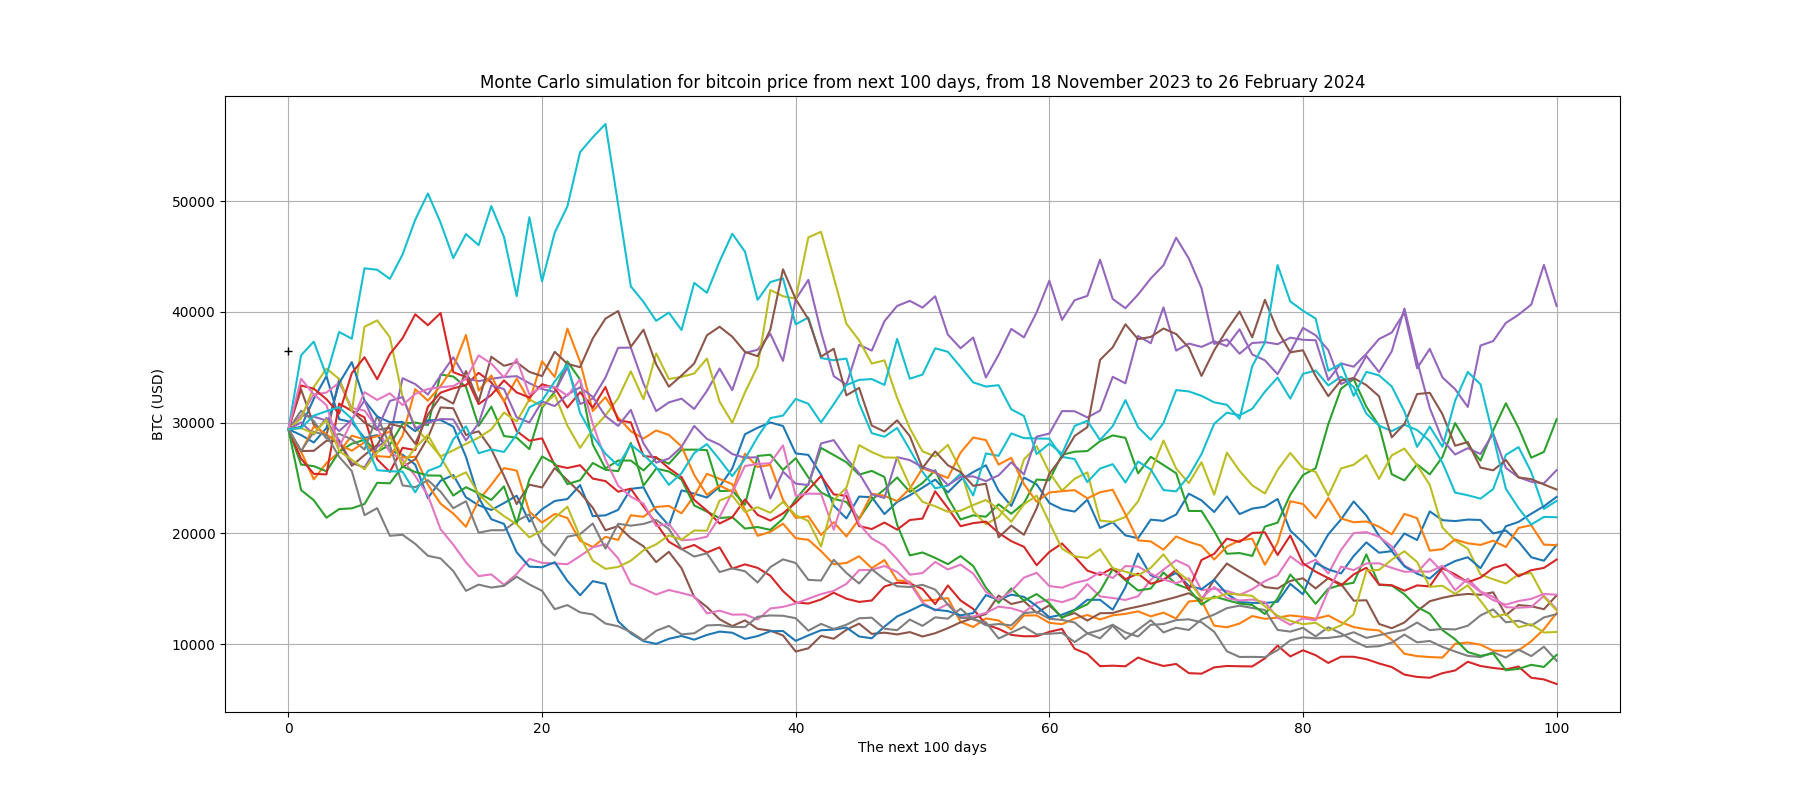 Monte Carlo simulation for bitcoin price from next 100 days, from 18 November 2023 to 26 February 2024
50000
40000
30000
20000
10000
BTC (USD)
0 20 40 60 80 100
The next 100 days